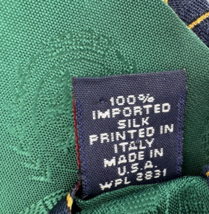 100%
IMPORTED
SILK
PRINTED IN
ITALY
MADE IN
U.S.A.
WPL 2831